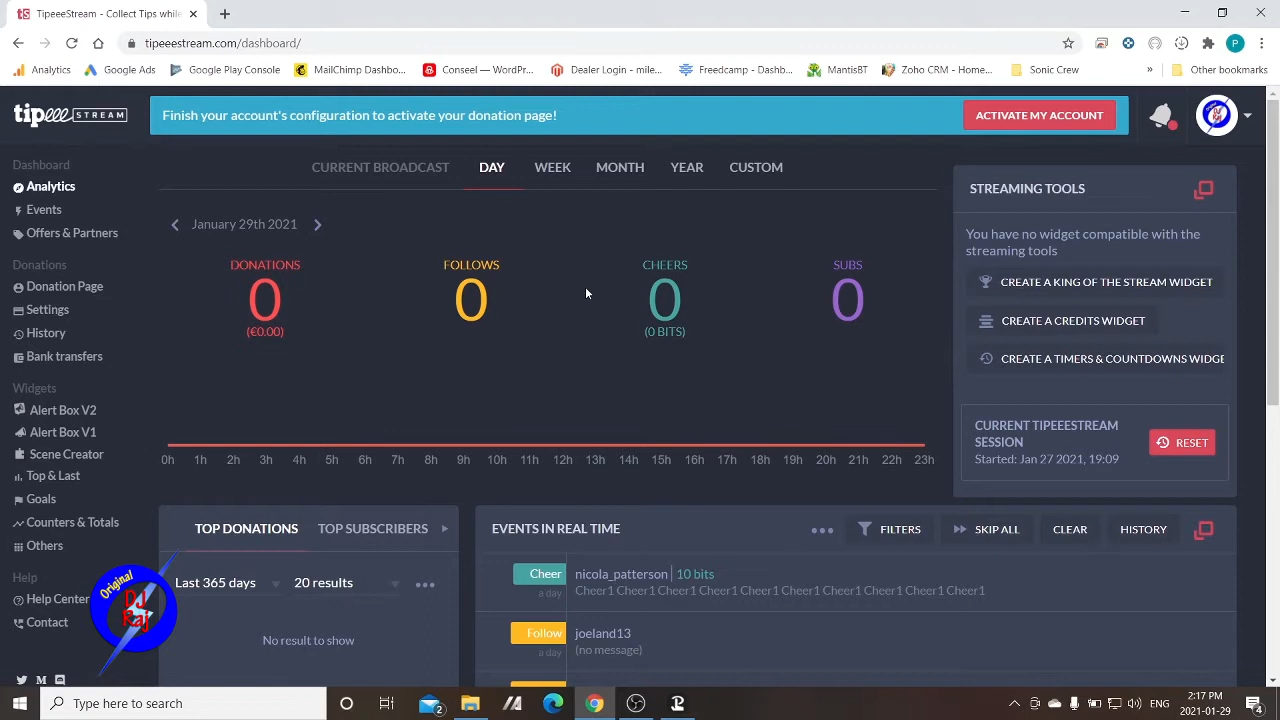 TipeeeStream - Collect Tips while
tipeeestream.com/dashboard/
P
Analytics
Google Ads
Google Play Console
MailChimp Dashbo...
Conseel — WordPr...
Dealer Login - mile...
Freedcamp - Dashb...
MantisBT
Zoho CRM - Home...
Sonic Crew
»
Other bookmarks
tipeee STREAM
Finish your account's configuration to activate your donation page!
ACTIVATE MY ACCOUNT
Dashboard
Analytics
Events
Offers & Partners
Donations
Donation Page
Settings
History
Bank transfers
Widgets
Alert Box V2
Alert Box V1
Scene Creator
Top & Last
Goals
Counters & Totals
Others
Help
Help Center
Contact
Original
DJ
Raj
CURRENT BROADCAST
DAY
WEEK
MONTH
YEAR
CUSTOM
January 29th 2021
DONATIONS
0
(€0.00)
FOLLOWS
0
CHEERS
0
(0 BITS)
SUBS
0
0h 1h 2h 3h 4h 5h 6h 7h 8h 9h 10h 11h 12h 13h 14h 15h 16h 17h 18h 19h 20h 21h 22h 23h
STREAMING TOOLS
You have no widget compatible with the
streaming tools
CREATE A KING OF THE STREAM WIDGET
CREATE A CREDITS WIDGET
CREATE A TIMERS & COUNTDOWNS WIDGE
CURRENT TIPEEESTREAM
SESSION
Started: Jan 27 2021, 19:09
RESET
TOP DONATIONS
TOP SUBSCRIBERS
Last 365 days
20 results
No result to show
EVENTS IN REAL TIME
FILTERS
SKIP ALL
CLEAR
HISTORY
Cheer
a day
nicola_patterson 10 bits
Cheer1 Cheer1 Cheer1 Cheer1 Cheer1 Cheer1 Cheer1 Cheer1 Cheer1 Cheer1
Follow
a day
joeland13
(no message)
Type here to search
2
2:17 PM
2021-01-29
4